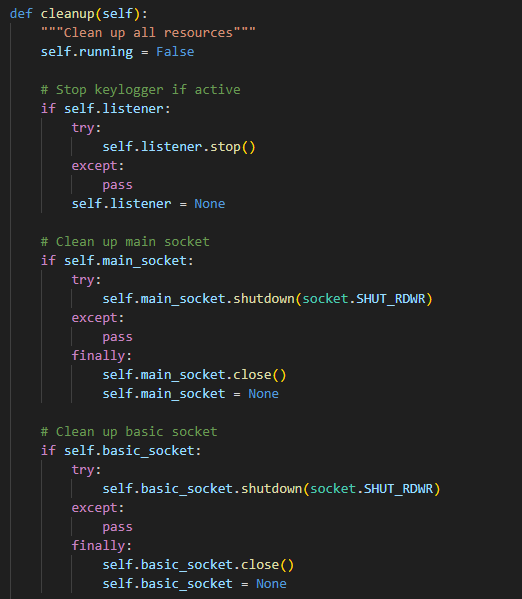 def cleanup(self):
"""Clean up all resources"""
self.running = False
# Stop keylogger if active
if self.listener:
try:
self.listener.stop()
except:
pass
self.listener = None
# Clean up main socket
if self.main_socket:
try:
self.main_socket.shutdown(socket.SHUT_RDWR)
except:
pass
finally:
self.main_socket.close()
self.main_socket = None
# Clean up basic socket
if self.basic_socket:
try:
self.basic_socket.shutdown(socket.SHUT_RDWR)
except:
pass
finally:
self.basic_socket.close()
self.basic_socket = None